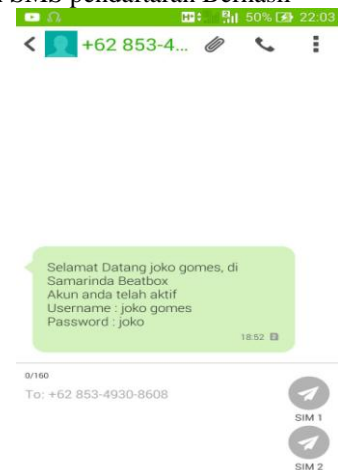 SMS pendaftaran Berhasil
50% 22:03
+62 853-4...
Selamat Datang joko gomes, di
Samarinda Beatbox
Akun anda telah aktif
Username : joko gomes
Password : joko
18:52
0/160
To: +62 853-4930-8608
SIM 1
SIM 2